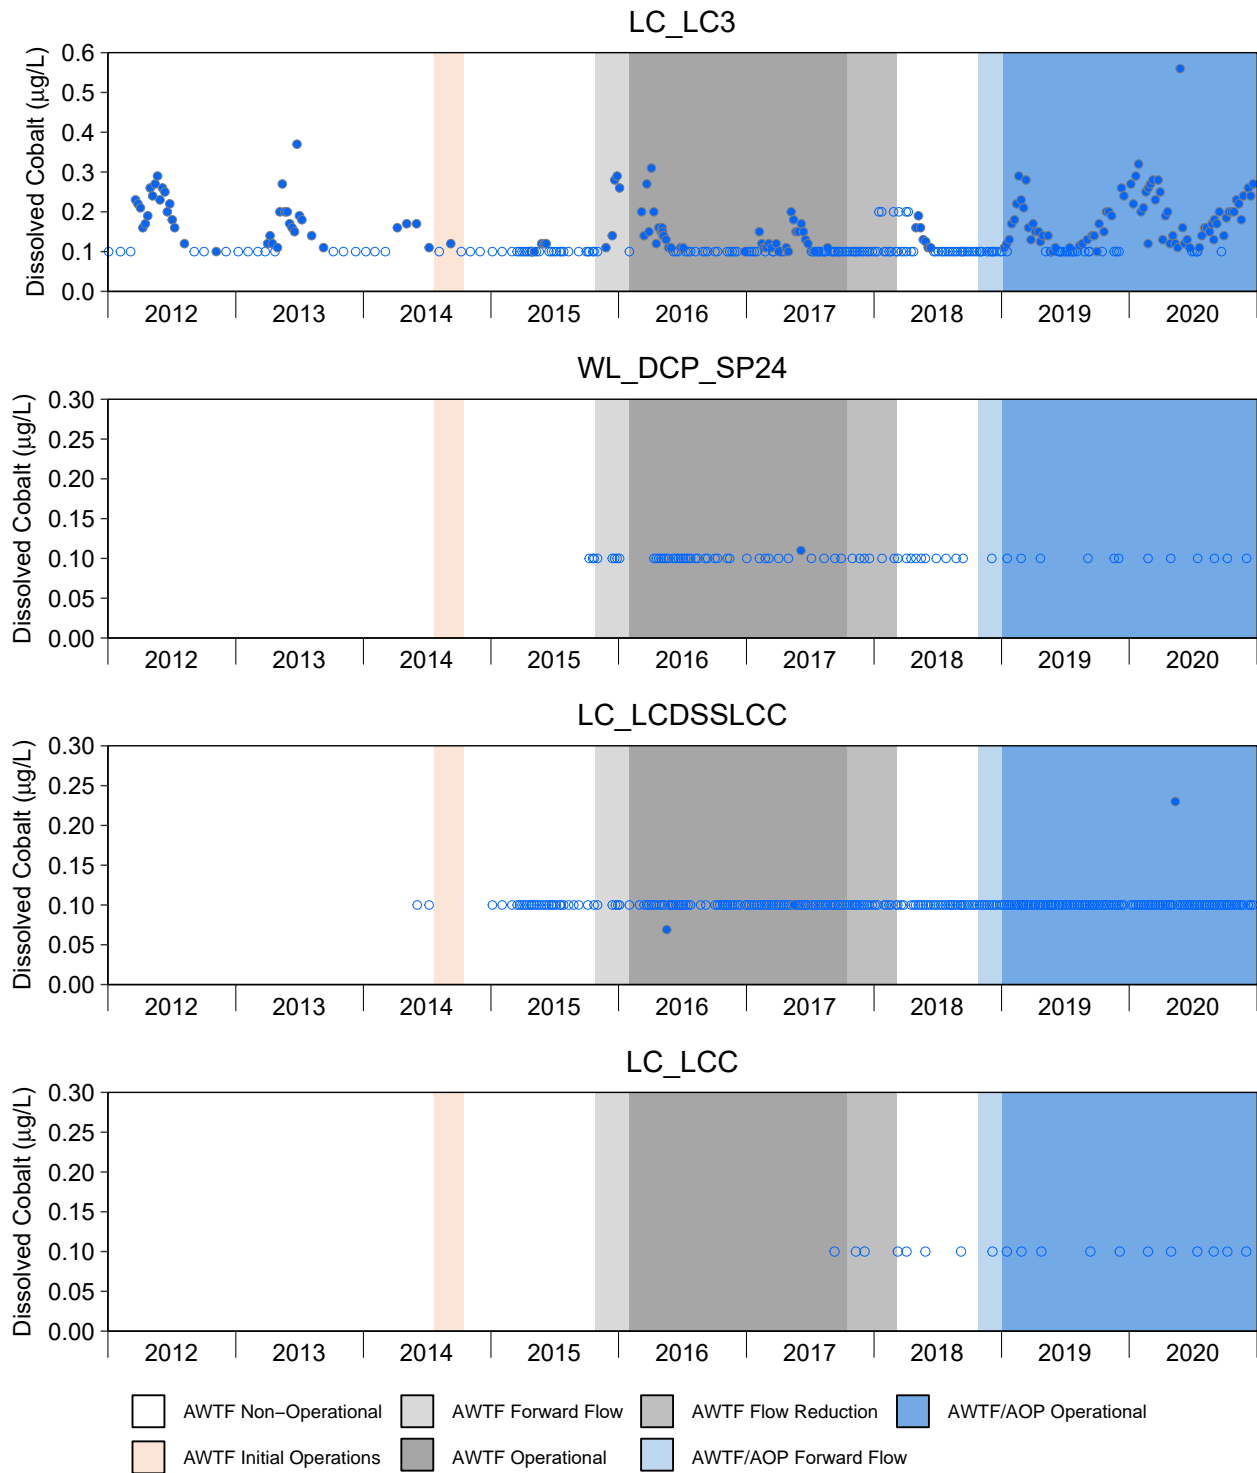 LC_LC3
Dissolved Cobalt (µg/L)
0.6
0.5
0.4
0.3
0.2
0.1
0.0
2012 2013 2014 2015 2016 2017 2018 2019 2020
WL_DCP_SP24
Dissolved Cobalt (µg/L)
0.30
0.25
0.20
0.15
0.10
0.05
0.00
2012 2013 2014 2015 2016 2017 2018 2019 2020
LC_LCDSSLCC
Dissolved Cobalt (µg/L)
0.30
0.25
0.20
0.15
0.10
0.05
0.00
2012 2013 2014 2015 2016 2017 2018 2019 2020
LC_LCC
Dissolved Cobalt (µg/L)
0.30
0.25
0.20
0.15
0.10
0.05
0.00
2012 2013 2014 2015 2016 2017 2018 2019 2020
AWTF Non−Operational AWTF Forward Flow AWTF Flow Reduction AWTF/AOP Operational
AWTF Initial Operations AWTF Operational AWTF/AOP Forward Flow